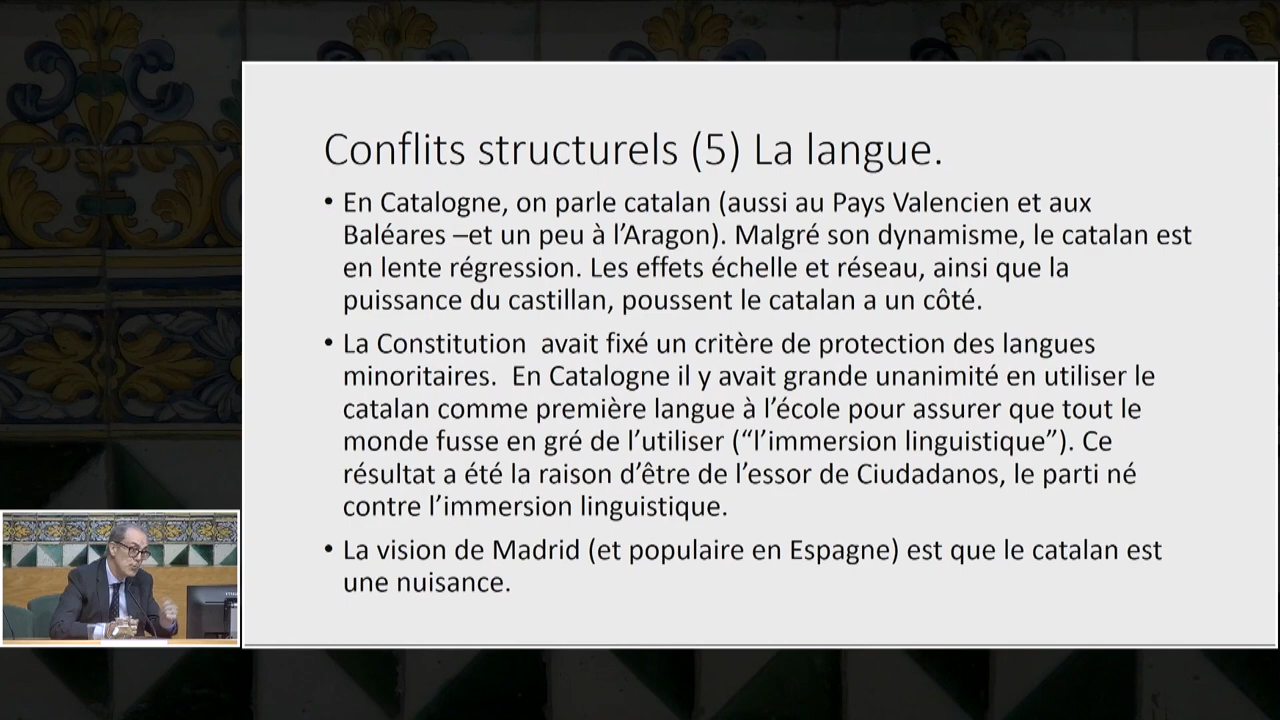 Conflits structurels (5) La langue.
• En Catalogne, on parle catalan (aussi au Pays Valencien et aux
Baléares –et un peu à l’Aragon). Malgré son dynamisme, le catalan est
en lente régression. Les effets échelle et réseau, ainsi que la
puissance du castillan, poussent le catalan a un côté.
• La Constitution  avait fixé un critère de protection des langues
minoritaires.  En Catalogne il y avait grande unanimité en utiliser le
catalan comme première langue à l’école pour assurer que tout le
monde fusse en gré de l’utiliser (“l’immersion linguistique”). Ce
résultat a été la raison d’être de l’essor de Ciudadanos, le parti né
contre l’immersion linguistique.
• La vision de Madrid (et populaire en Espagne) est que le catalan est
une nuisance.